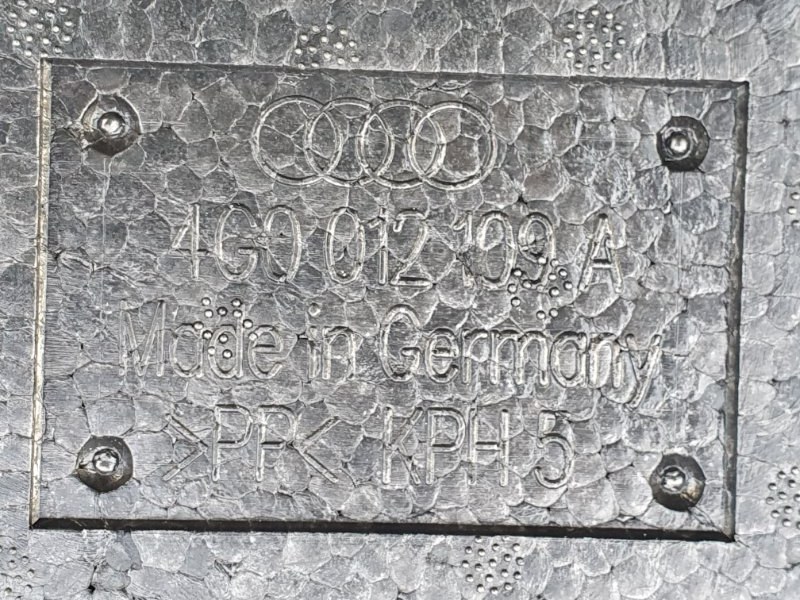 4G0 012 109 A
Made in Germany
>PP< KPH 5